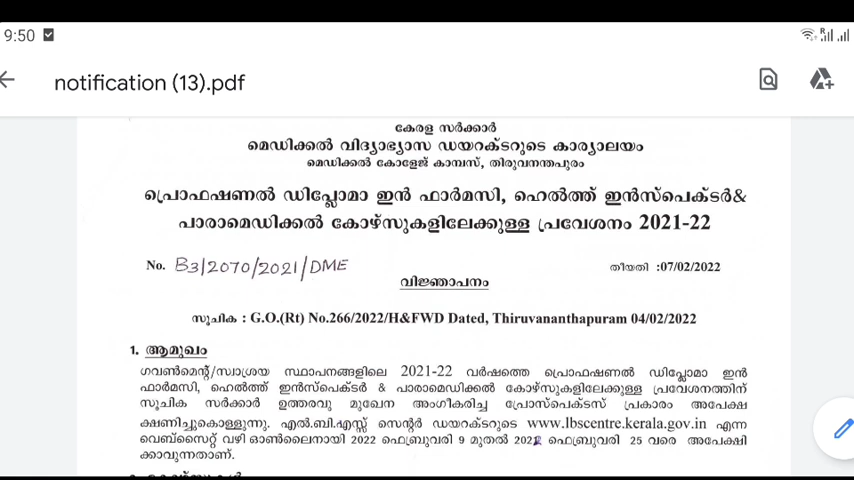 9:50
notification (13).pdf
കേരള സർക്കാർ
മെഡിക്കൽ വിദ്യാഭ്യാസ ഡയറക്ടറുടെ കാര്യാലയം
മെഡിക്കൽ കോളേജ് കാമ്പസ്, തിരുവനന്തപുരം
പ്രൊഫഷണൽ ഡിപ്ലോമാ ഇൻ ഫാർമസി, ഹെൽത്ത് ഇൻസ്പെക്ടർ&
പാരാമെഡിക്കൽ കോഴ്സുകളിലേക്കുള്ള പ്രവേശനം 2021-22
No. B3/2070/2021/DME തീയതി :07/02/2022
വിജ്ഞാപനം
സൂചിക : G.O.(Rt) No.266/2022/H&FWD Dated, Thiruvananthapuram 04/02/2022
1. ആമുഖം
ഗവൺമെന്റ്/സ്വാശ്രയ സ്ഥാപനങ്ങളിലെ 2021-22 വർഷത്തെ പ്രൊഫഷണൽ ഡിപ്ലോമാ ഇൻ
ഫാർമസി, ഹെൽത്ത് ഇൻസ്പെക്ടർ & പാരാമെഡിക്കൽ കോഴ്സുകളിലേക്കുള്ള പ്രവേശനത്തിന്
സൂചിക സർക്കാർ ഉത്തരവു മുഖേന അംഗീകരിച്ച പ്രോസ്പെക്ടസ് പ്രകാരം അപേക്ഷ
ക്ഷണിച്ചുകൊള്ളുന്നു. എൽ.ബി.എസ്സ് സെന്റർ ഡയറക്ടറുടെ www.lbscentre.kerala.gov.in എന്ന
വെബ്സൈറ്റ് വഴി ഓൺലൈനായി 2022 ഫെബ്രുവരി 9 മുതൽ 2022 ഫെബ്രുവരി 25 വരെ അപേക്ഷി
ക്കാവുന്നതാണ്.